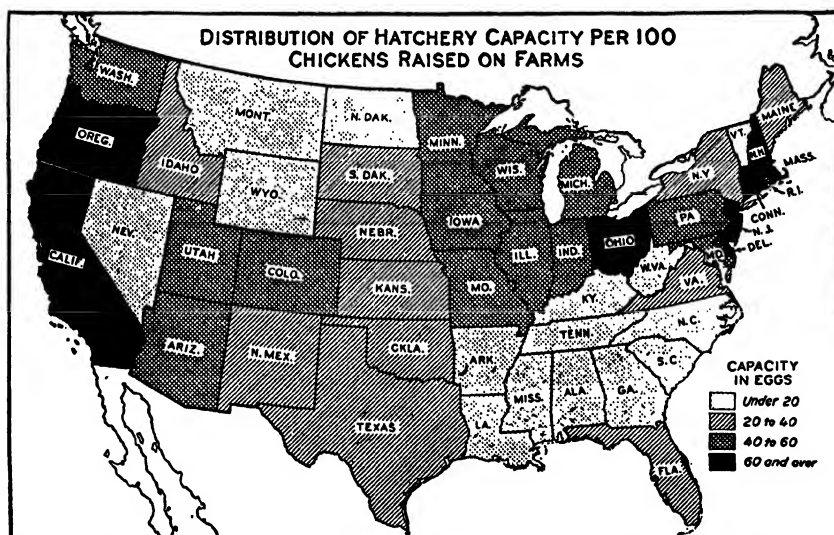 DISTRIBUTION OF HATCHERY CAPACITY PER 100
CHICKENS RAISED ON FARMS
WASH.
MONT.
N. DAK.
MINN.
VT.
MAINE
OREG.
N.H.
IDAHO
S. DAK.
WIS.
MICH.
N.Y
MASS.
WYO.
R.I.
CONN.
N.J.
DEL.
NEV.
NEBR.
IOWA
PA
UTAH
OHIO
ILL.
IND.
MD.
W.VA.
CALIF.
COLO.
KANS.
MO.
VA.
KY.
N.C.
TENN.
ARIZ.
N. MEX.
OKLA.
ARK.
S.C.
MISS.
ALA.
GA.
TEXAS
LA.
FLA.
CAPACITY
IN EGGS
Under 20
20 to 40
40 to 60
60 and over